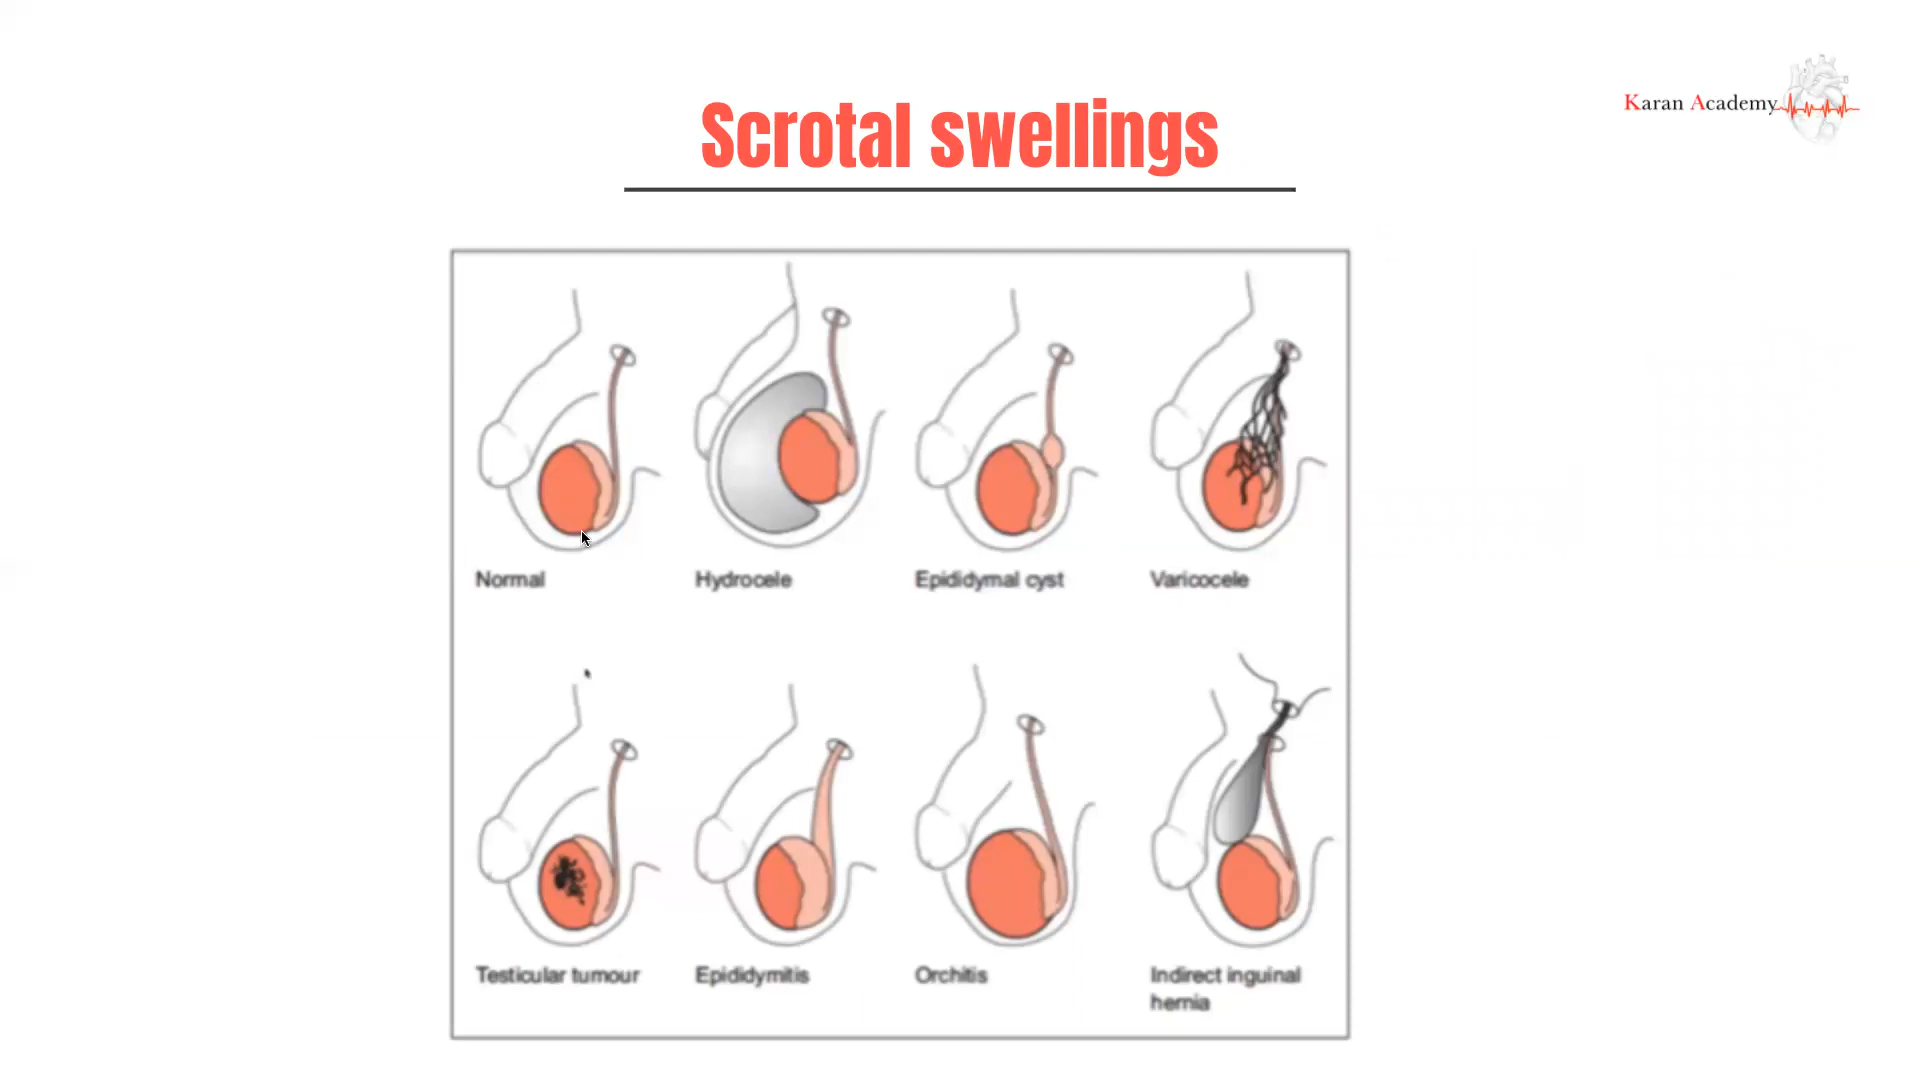 Karan Academy
Scrotal swellings
Normal
Hydrocele
Epididymal cyst
Varicocele
Testicular tumour
Epididymitis
Orchitis
Indirect inguinal
hernia